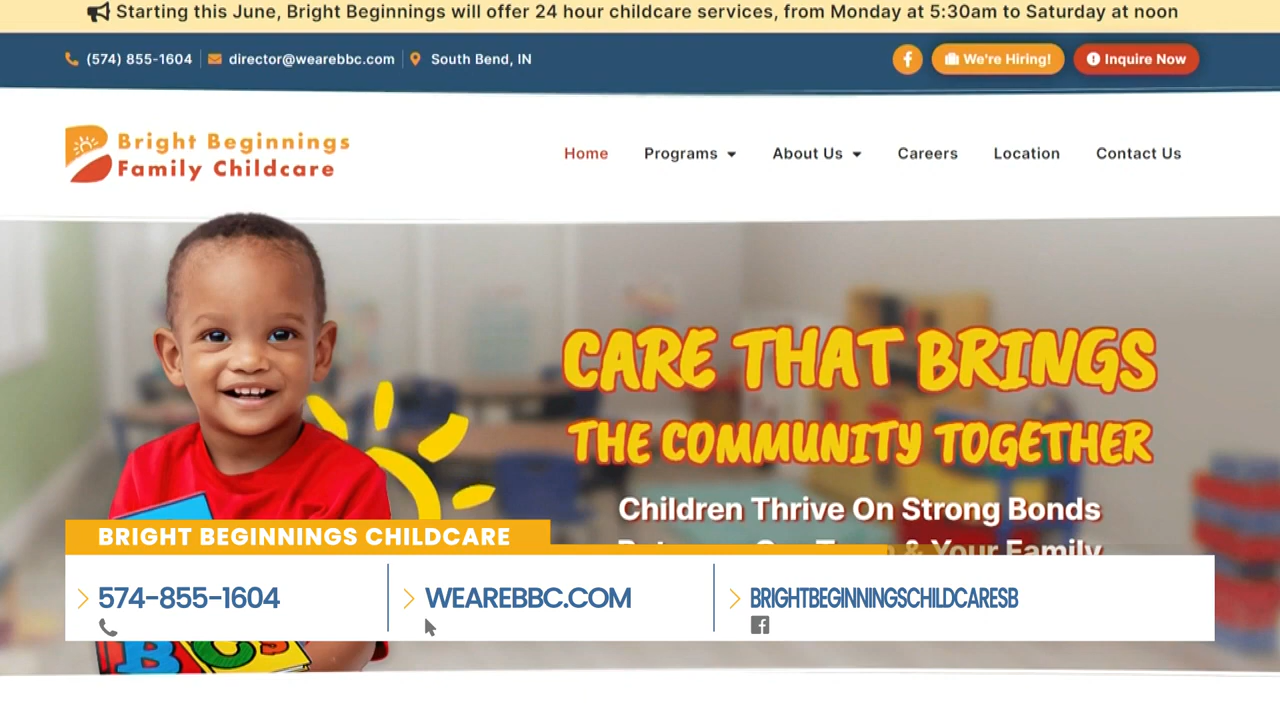 Starting this June, Bright Beginnings will offer 24 hour childcare services, from Monday at 5:30am to Saturday at noon
(574) 855-1604 director@wearebbc.com South Bend, IN We're Hiring! Inquire Now
Bright Beginnings
Family Childcare
Home Programs About Us Careers Location Contact Us
CARE THAT BRINGS
THE COMMUNITY TOGETHER
Children Thrive On Strong Bonds
& Your Family
BRIGHT BEGINNINGS CHILDCARE
574-855-1604 WEAREBBC.COM BRIGHTBEGINNINGSCHILDCARESB